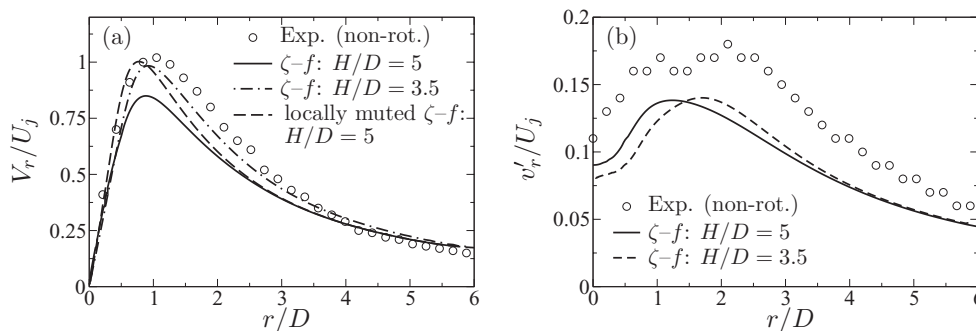 (a)
Exp. (non-rot.)
ζ–f: H/D = 5
ζ–f: H/D = 3.5
locally muted ζ–f:
H/D = 5
1
0.75
0.5
0.25
0
V_r/U_j
0 1 2 3 4 5 6
r/D
(b)
0.2
0.15
0.1
0.05
0
v'_r/U_j
Exp. (non-rot.)
ζ–f: H/D = 5
ζ–f: H/D = 3.5
0 1 2 3 4 5 6
r/D